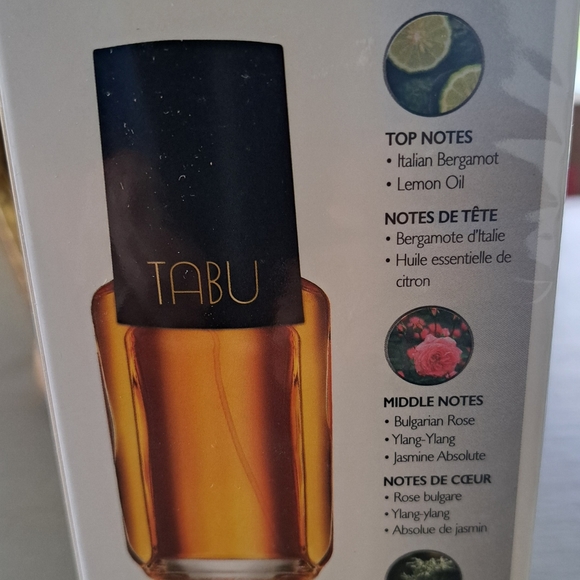 TABU
TOP NOTES
• Italian Bergamot
• Lemon Oil
NOTES DE TÊTE
• Bergamote d'Italie
• Huile essentielle de
citron
MIDDLE NOTES
• Bulgarian Rose
• Ylang-Ylang
• Jasmine Absolute
NOTES DE CŒUR
• Rose bulgare
• Ylang-ylang
• Absolue de jasmin